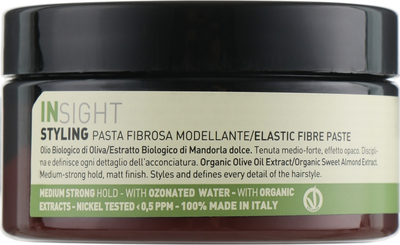 INSIGHT
STYLING PASTA FIBROSA MODELLANTE/ELASTIC FIBRE PASTE
Olio Biologico di Oliva/Estratto Biologico di Mandorla dolce. Tenuta medio-forte, effetto opaco. Discipli-
na e definisce ogni dettaglio dell'acconciatura. Organic Olive Oil Extract/Organic Sweet Almond Extract.
Medium-strong hold, matt finish. Styles and defines every detail of the hairstyle.
MEDIUM STRONG HOLD - WITH OZONATED WATER - WITH ORGANIC
EXTRACTS - NICKEL TESTED <0,5 PPM - 100% MADE IN ITALY